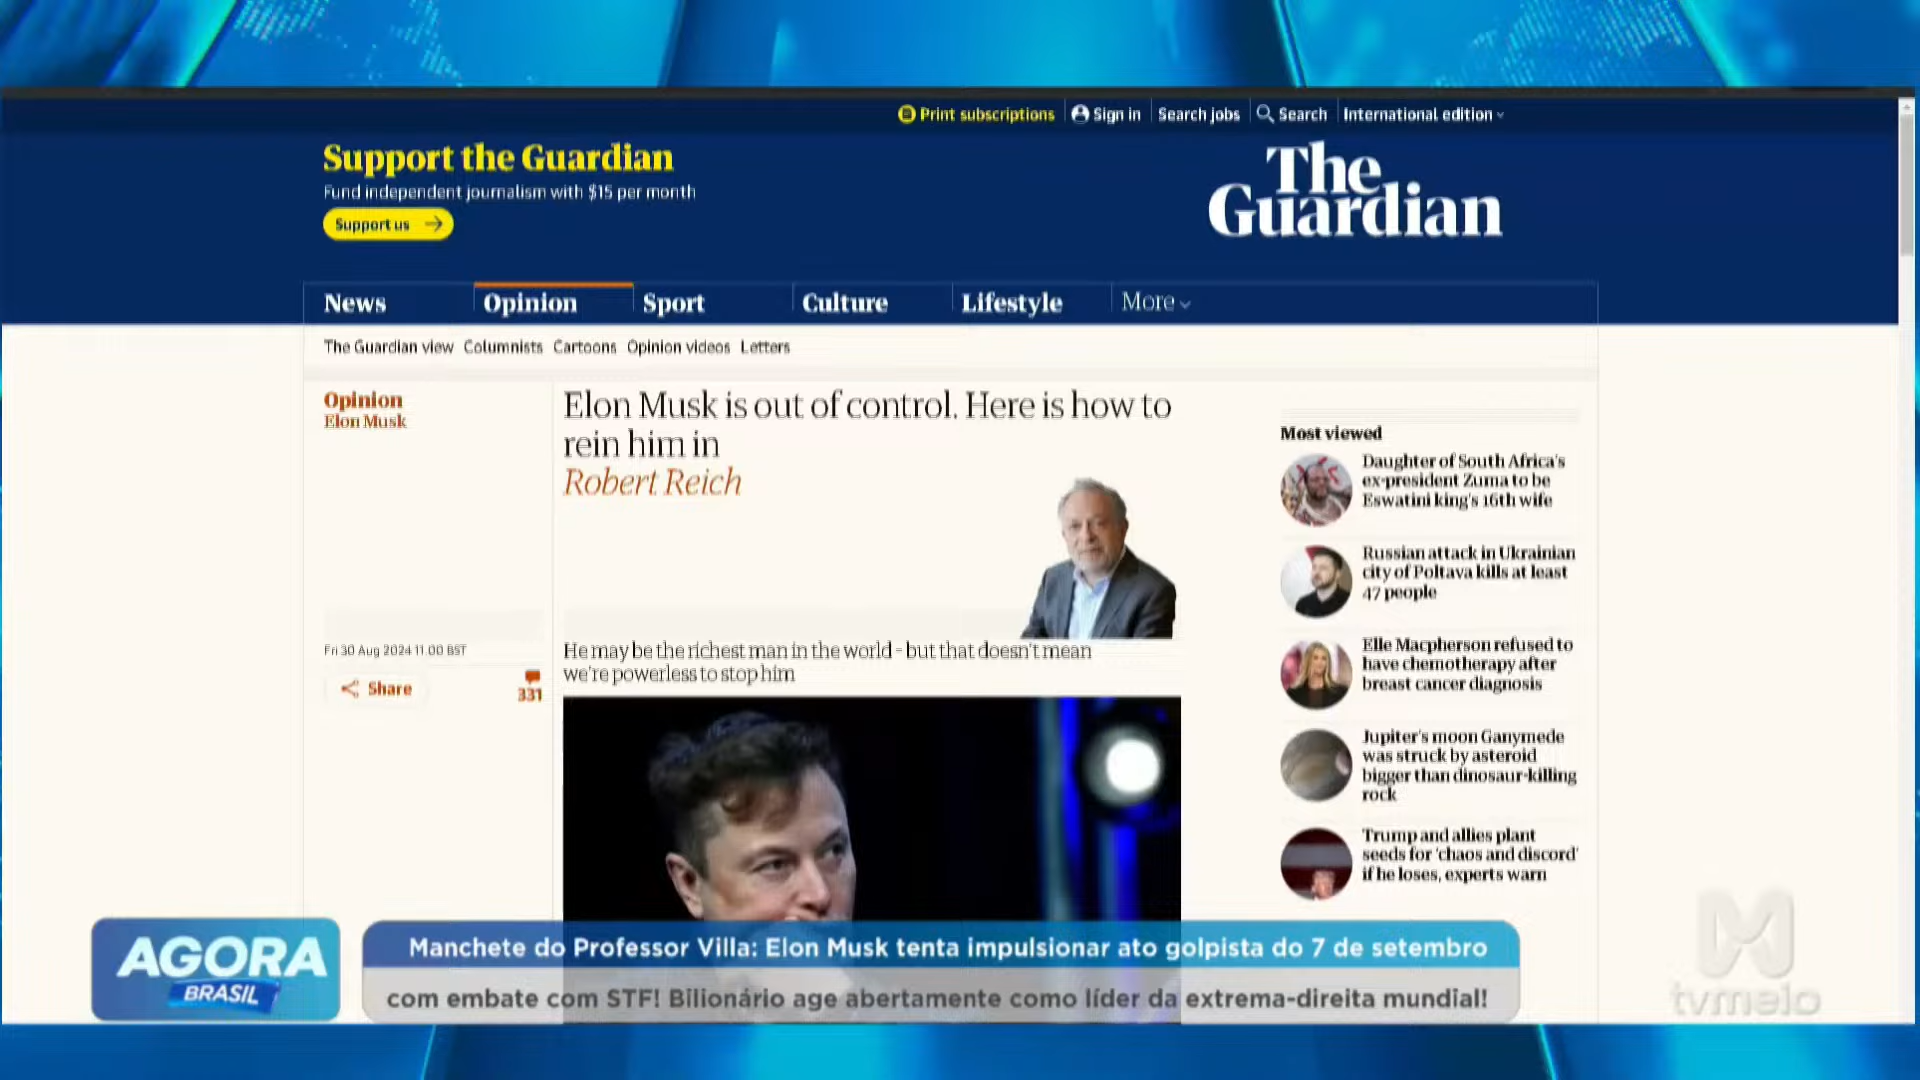 Print subscriptions
Sign in
Search jobs
Search
International edition
Support the Guardian
Fund independent journalism with $15 per month
Support us
The
Guardian
News
Opinion
Sport
Culture
Lifestyle
More
The Guardian view
Columnists
Cartoons
Opinion videos
Letters
Opinion
Elon Musk
Elon Musk is out of control. Here is how to
rein him in
Robert Reich
Fri 30 Aug 2024 11.00 BST
Share
331
He may be the richest man in the world – but that doesn't mean
we're powerless to stop him
Most viewed
Daughter of South Africa's
ex-president Zuma to be
Eswatini king's 16th wife
Russian attack in Ukrainian
city of Poltava kills at least
47 people
Elle Macpherson refused to
have chemotherapy after
breast cancer diagnosis
Jupiter's moon Ganymede
was struck by asteroid
bigger than dinosaur-killing
rock
Trump and allies plant
seeds for 'chaos and discord'
if he loses, experts warn
AGORA
BRASIL
Manchete do Professor Villa: Elon Musk tenta impulsionar ato golpista do 7 de setembro
com embate com STF! Bilionário age abertamente como líder da extrema-direita mundial!
tvmelo